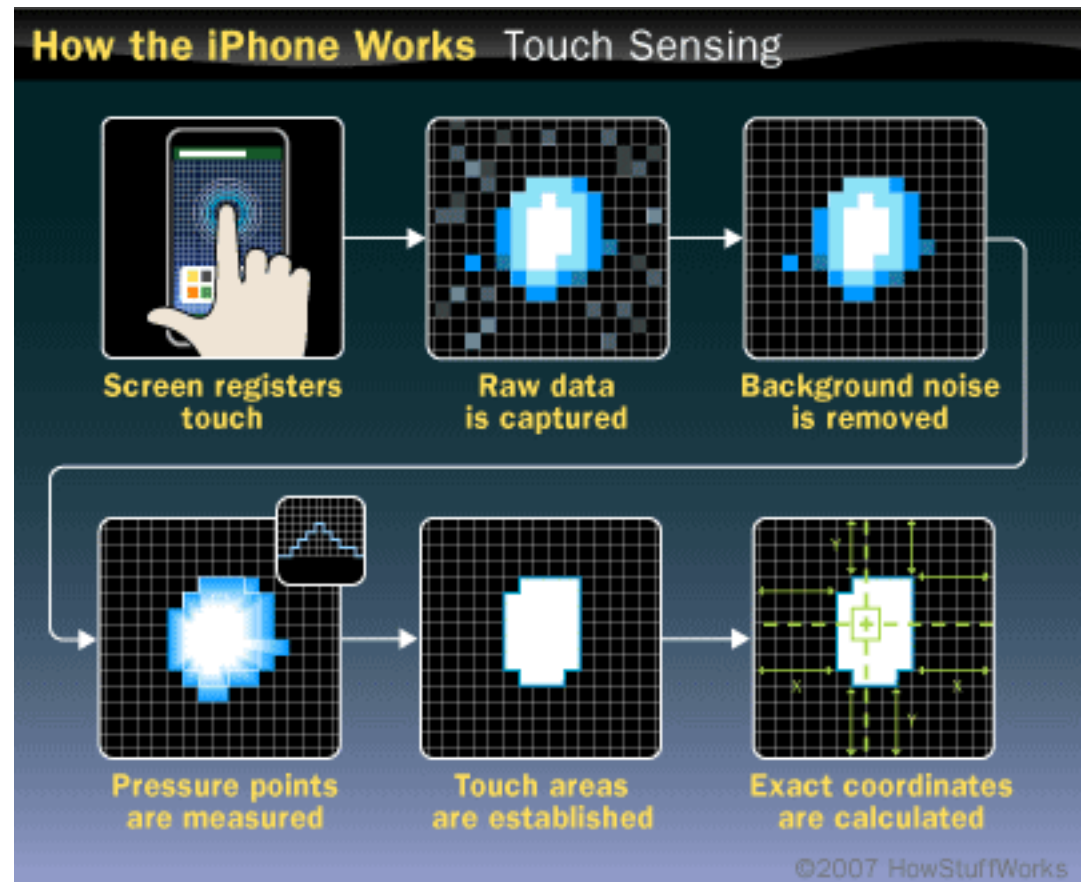 How the iPhone Works Touch Sensing
Screen registers
touch
Raw data
is captured
Background noise
is removed
Pressure points
are measured
Touch areas
are established
Y
X
X
Y
Exact coordinates
are calculated
©2007 HowStuffWorks